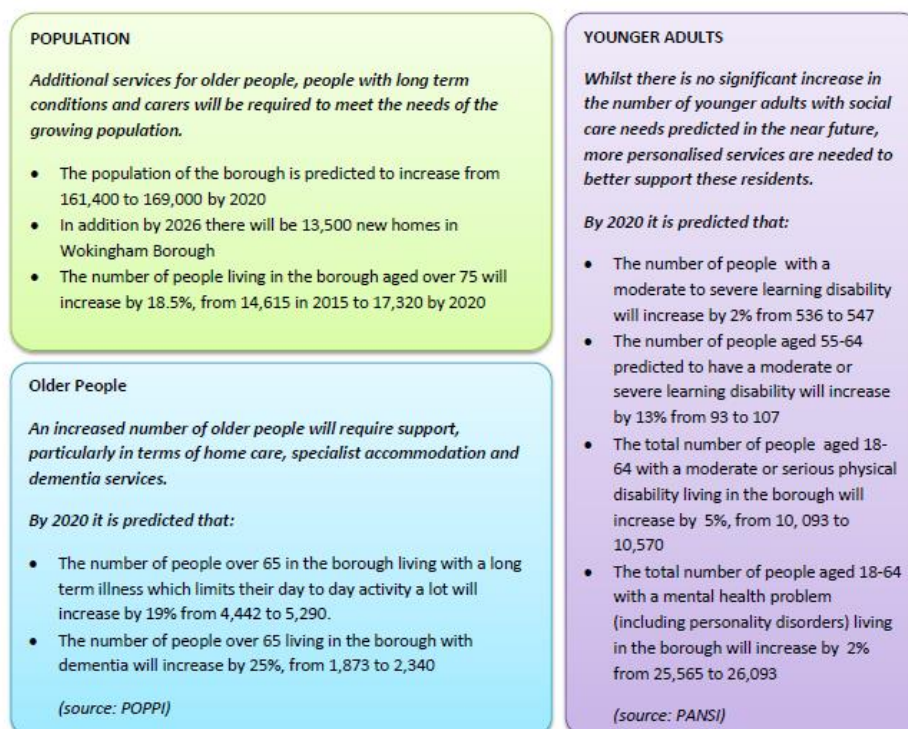 POPULATION
Additional services for older people, people with long term
conditions and carers will be required to meet the needs of the
growing population.
• The population of the borough is predicted to increase from
161,400 to 169,000 by 2020
• In addition by 2026 there will be 13,500 new homes in
Wokingham Borough
• The number of people living in the borough aged over 75 will
increase by 18.5%, from 14,615 in 2015 to 17,320 by 2020
Older People
An increased number of older people will require support,
particularly in terms of home care, specialist accommodation and
dementia services.
By 2020 it is predicted that:
• The number of people over 65 in the borough living with a long
term illness which limits their day to day activity a lot will
increase by 19% from 4,442 to 5,290.
• The number of people over 65 living in the borough with
dementia will increase by 25%, from 1,873 to 2,340
(source: POPPI)
YOUNGER ADULTS
Whilst there is no significant increase in
the number of younger adults with social
care needs predicted in the near future,
more personalised services are needed to
better support these residents.
By 2020 it is predicted that:
• The number of people with a
moderate to severe learning disability
will increase by 2% from 536 to 547
• The number of people aged 55-64
predicted to have a moderate or
severe learning disability will increase
by 13% from 93 to 107
• The total number of people aged 18-
64 with a moderate or serious physical
disability living in the borough will
increase by 5%, from 10, 093 to
10,570
• The total number of people aged 18-64
with a mental health problem
(including personality disorders) living
in the borough will increase by 2%
from 25,565 to 26,093
(source: PANSI)